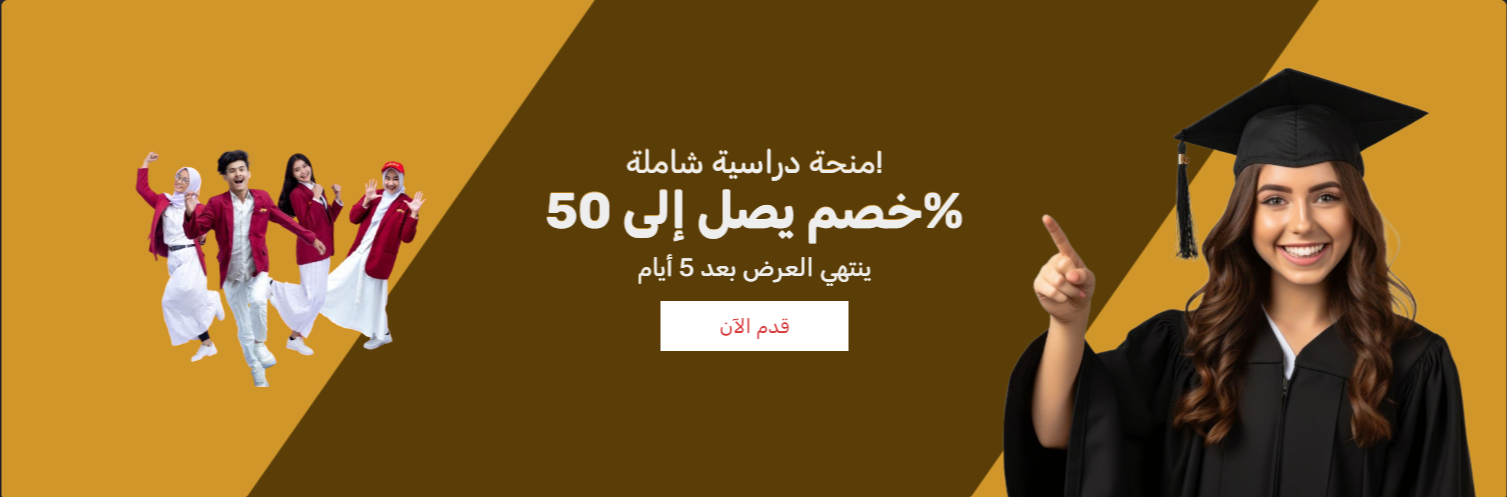 منحة دراسية شاملة!
خصم يصل إلى 50%
ينتهي العرض بعد 5 أيام
قدم الآن